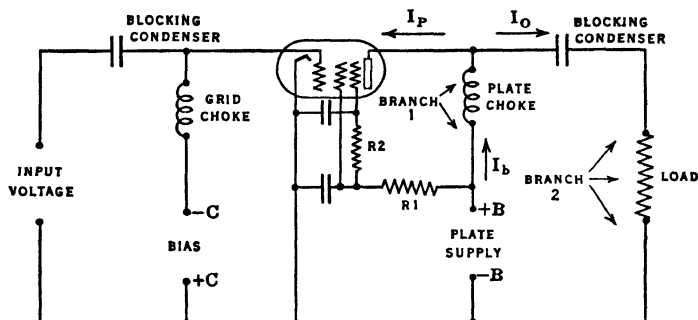 BLOCKING
CONDENSER
I_P
I_O
BLOCKING
CONDENSER
GRID
CHOKE
BRANCH
1
PLATE
CHOKE
R2
I_b
INPUT
VOLTAGE
BRANCH
2
LOAD
R1
–C
+B
BIAS
PLATE
SUPPLY
+C
–B